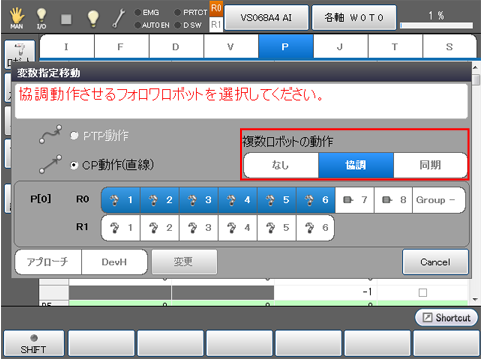 MAN I/O EMG PRTCT R0 VS068A4 AI 各軸 W0T0 1 %
AUTO EN D SW R1
I F D V P J T S
変数指定移動
協調動作させるフォロワロボットを選択してください。
PTP動作
複数ロボットの動作
CP動作(直線)
なし 協調 同期
P[0] R0 1 2 3 4 5 6 7 8 Group -
R1 1 2 3 4 5 6
アプローチ DevH 変更 Cancel
-1
Shortcut
SHIFT